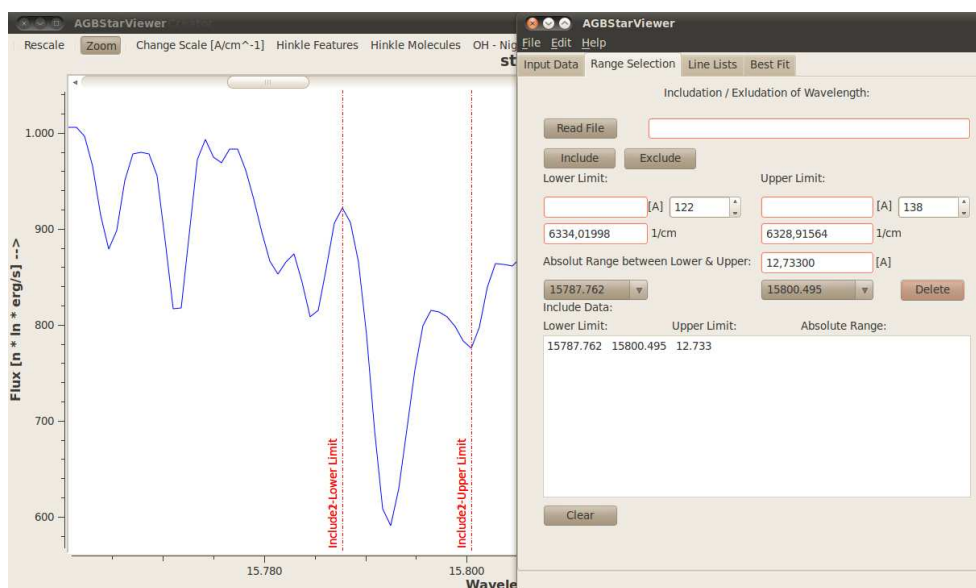 AGBStarViewer
Rescale Zoom Change Scale [A/cm^-1] Hinkle Features Hinkle Molecules OH - Nig
st
1.000
900
800
700
600
Flux [n * ln * erg/s] -->
Include2-Lower Limit
Include2-Upper Limit
15.780 15.800
Wavele
AGBStarViewer
File Edit Help
Input Data Range Selection Line Lists Best Fit
Includation / Exludation of Wavelength:
Read File
Include Exclude
Lower Limit: Upper Limit:
[A] 122 [A] 138
6334,01998 1/cm 6328,91564 1/cm
Absolut Range between Lower & Upper: 12,73300 [A]
15787.762 15800.495 Delete
Include Data:
Lower Limit: Upper Limit: Absolute Range:
15787.762 15800.495 12.733
Clear